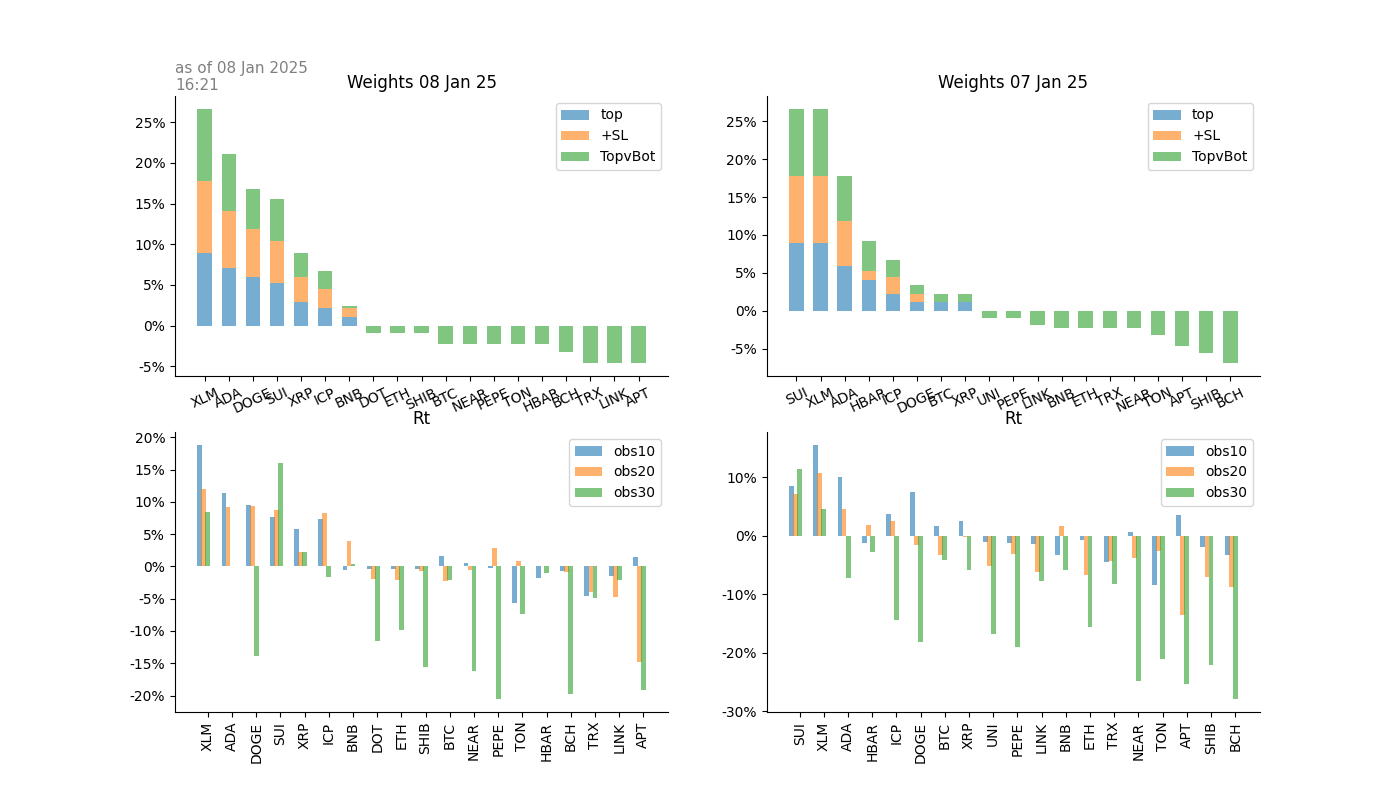 as of 08 Jan 2025
16:21
Weights 08 Jan 25
25%
20%
15%
10%
5%
0%
-5%
top
+SL
TopvBot
XLM ADA DOGE SUI XRP ICP BNB DOT ETH SHIB BTC NEAR PEPE TON HBAR BCH TRX LINK APT
Weights 07 Jan 25
25%
20%
15%
10%
5%
0%
-5%
top
+SL
TopvBot
SUI XLM ADA HBAR ICP DOGE BTC XRP UNI PEPE LINK BNB ETH TRX NEAR TON APT SHIB BCH
Rt
20%
15%
10%
5%
0%
-5%
-10%
-15%
-20%
obs10
obs20
obs30
XLM ADA DOGE SUI XRP ICP BNB DOT ETH SHIB BTC NEAR PEPE TON HBAR BCH TRX LINK APT
Rt
10%
0%
-10%
-20%
-30%
obs10
obs20
obs30
SUI XLM ADA HBAR ICP DOGE BTC XRP UNI PEPE LINK BNB ETH TRX NEAR TON APT SHIB BCH